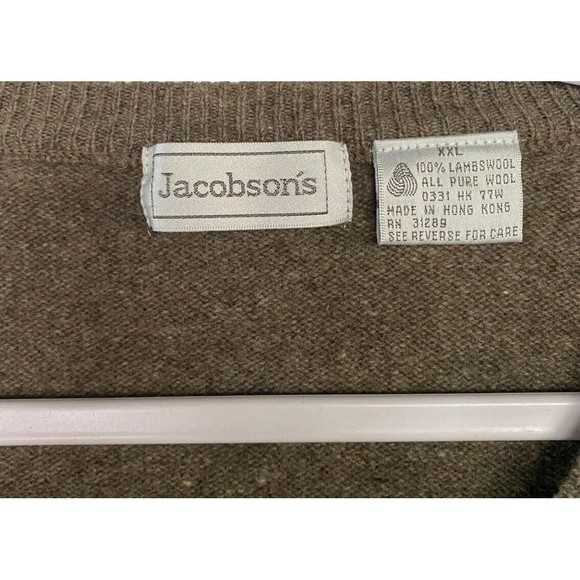 Jacobson's
XXL
100% LAMBSWOOL
ALL PURE WOOL
0331 HK 77W
MADE IN HONG KONG
RN 31289
SEE REVERSE FOR CARE